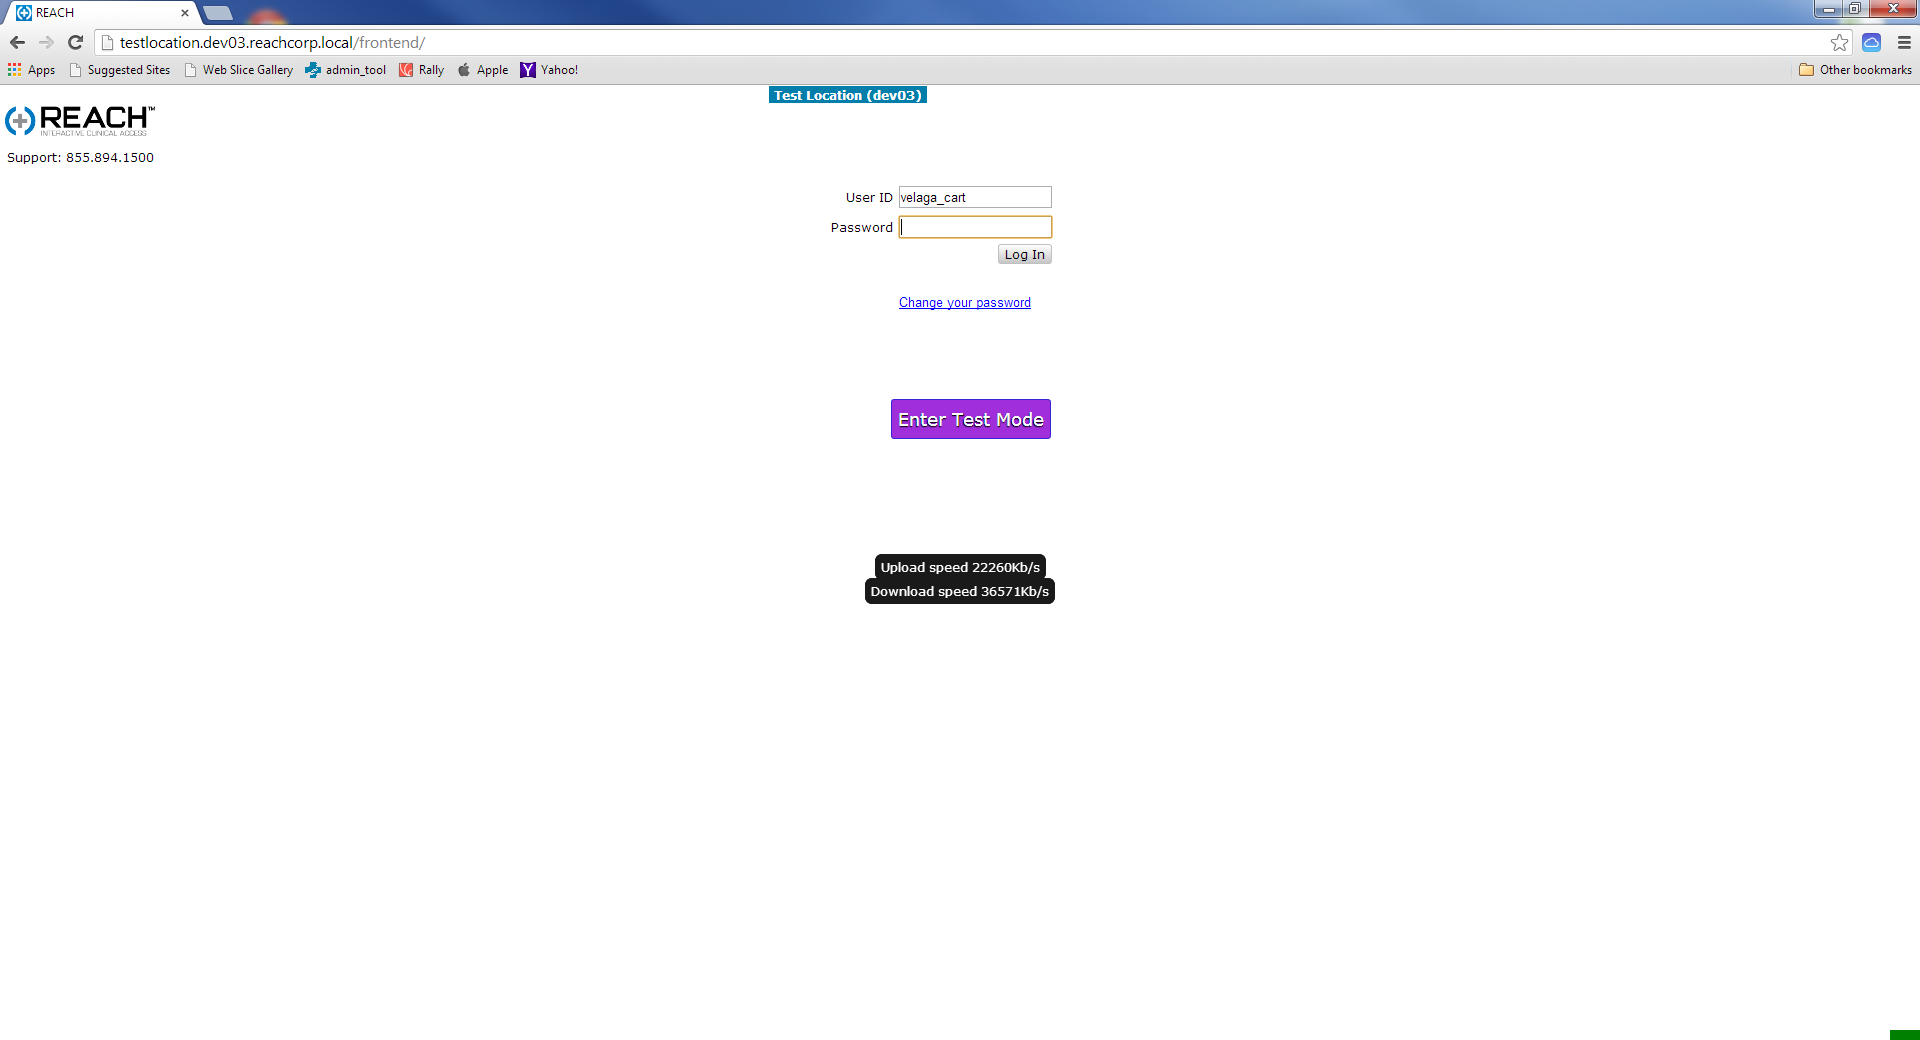 REACH
testlocation.dev03.reachcorp.local/frontend/
Apps Suggested Sites Web Slice Gallery admin_tool Rally Apple Yahoo! Other bookmarks
Test Location (dev03)
REACH™
INTERACTIVE CLINICAL ACCESS
Support: 855.894.1500
User ID velaga_cart
Password
Log In
Change your password
Enter Test Mode
Upload speed 22260Kb/s
Download speed 36571Kb/s